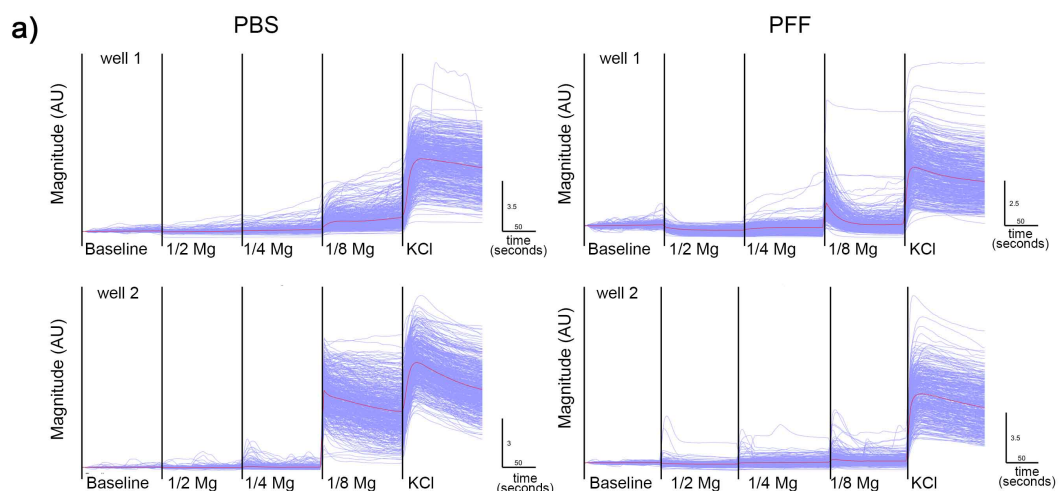 a)
PBS
PFF
well 1
Magnitude (AU)
3.5
50
time
(seconds)
Baseline 1/2 Mg 1/4 Mg 1/8 Mg KCl
well 1
Magnitude (AU)
2.5
50
time
(seconds)
Baseline 1/2 Mg 1/4 Mg 1/8 Mg KCl
well 2
Magnitude (AU)
3
50
time
(seconds)
Baseline 1/2 Mg 1/4 Mg 1/8 Mg KCl
well 2
Magnitude (AU)
3.5
50
time
(seconds)
Baseline 1/2 Mg 1/4 Mg 1/8 Mg KCl